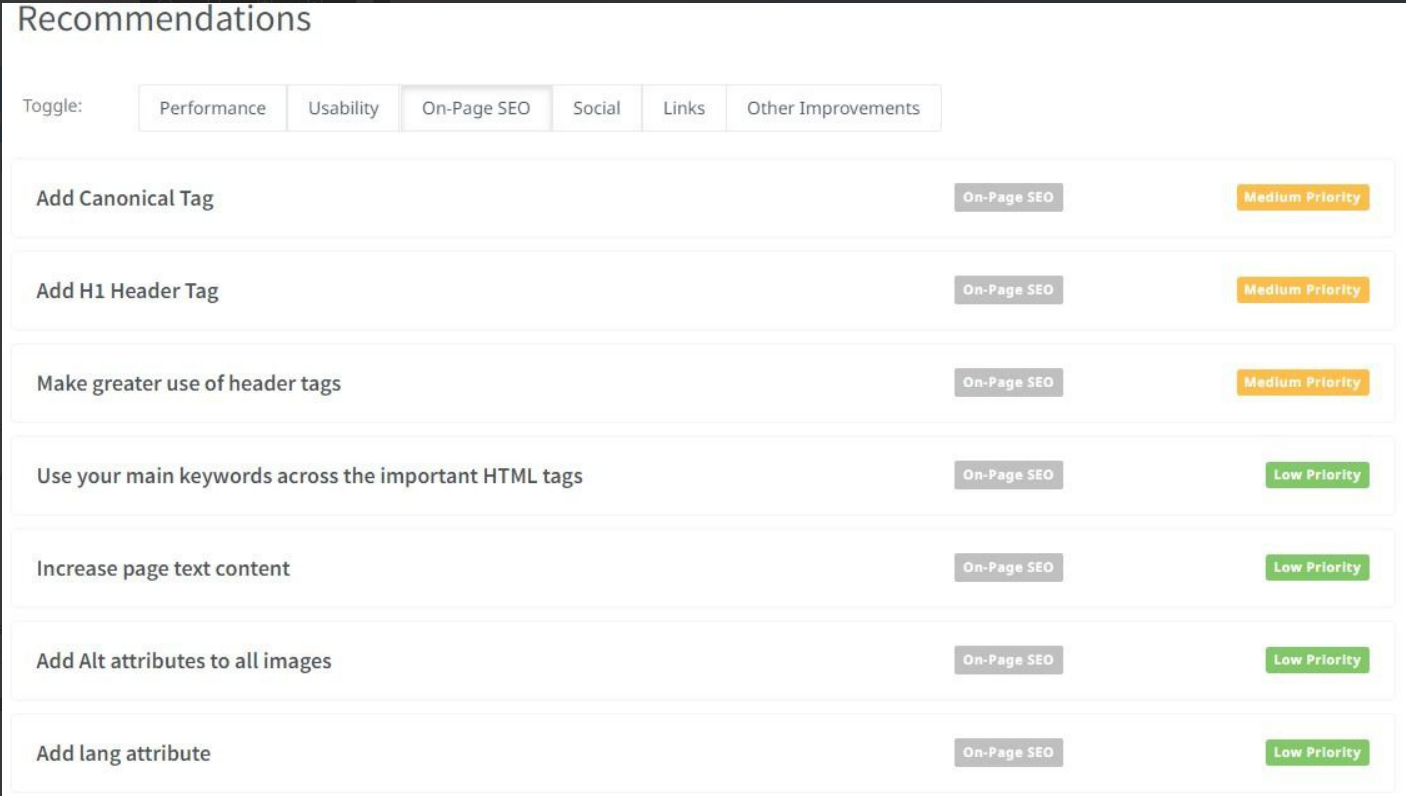 Recommendations
Toggle: Performance Usability On-Page SEO Social Links Other Improvements
Add Canonical Tag On-Page SEO Medium Priority
Add H1 Header Tag On-Page SEO Medium Priority
Make greater use of header tags On-Page SEO Medium Priority
Use your main keywords across the important HTML tags On-Page SEO Low Priority
Increase page text content On-Page SEO Low Priority
Add Alt attributes to all images On-Page SEO Low Priority
Add lang attribute On-Page SEO Low Priority